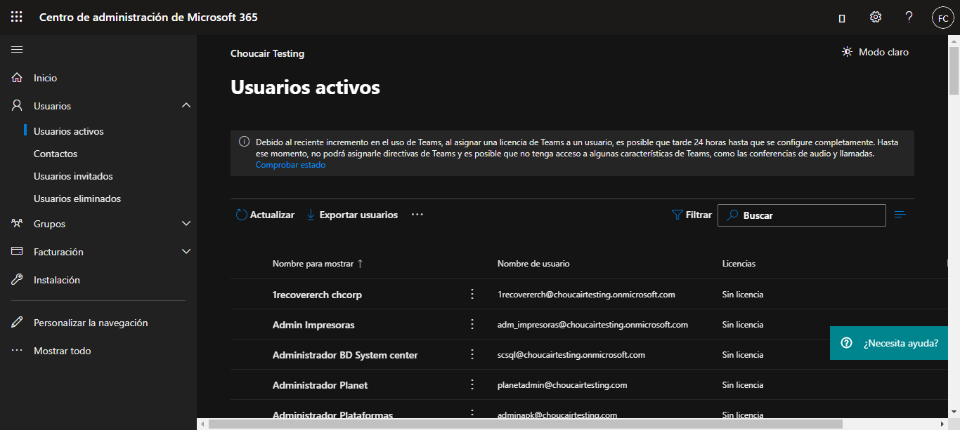 Centro de administración de Microsoft 365
FC
Choucair Testing
Modo claro
Usuarios activos
Inicio
Usuarios
Usuarios activos
Contactos
Usuarios invitados
Usuarios eliminados
Grupos
Facturación
Instalación
Personalizar la navegación
Mostrar todo
Debido al reciente incremento en el uso de Teams, al asignar una licencia de Teams a un usuario, es posible que tarde 24 horas hasta que se configure completamente. Hasta
ese momento, no podrá asignarle directivas de Teams y es posible que no tenga acceso a algunas características de Teams, como las conferencias de audio y llamadas.
Comprobar estado
Actualizar Exportar usuarios Filtrar Buscar
Nombre para mostrar ↑ Nombre de usuario Licencias
1recovererch chcorp 1recovererch@choucairtesting.onmicrosoft.com Sin licencia
Admin Impresoras adm_impresoras@choucairtesting.onmicrosoft.com Sin licencia
Administrador BD System center scsql@choucairtesting.onmicrosoft.com Sin licencia
Administrador Planet planetadmin@choucairtesting.com Sin licencia
Administrador Plataformas adminapk@choucairtesting.com Sin licencia
¿Necesita ayuda?